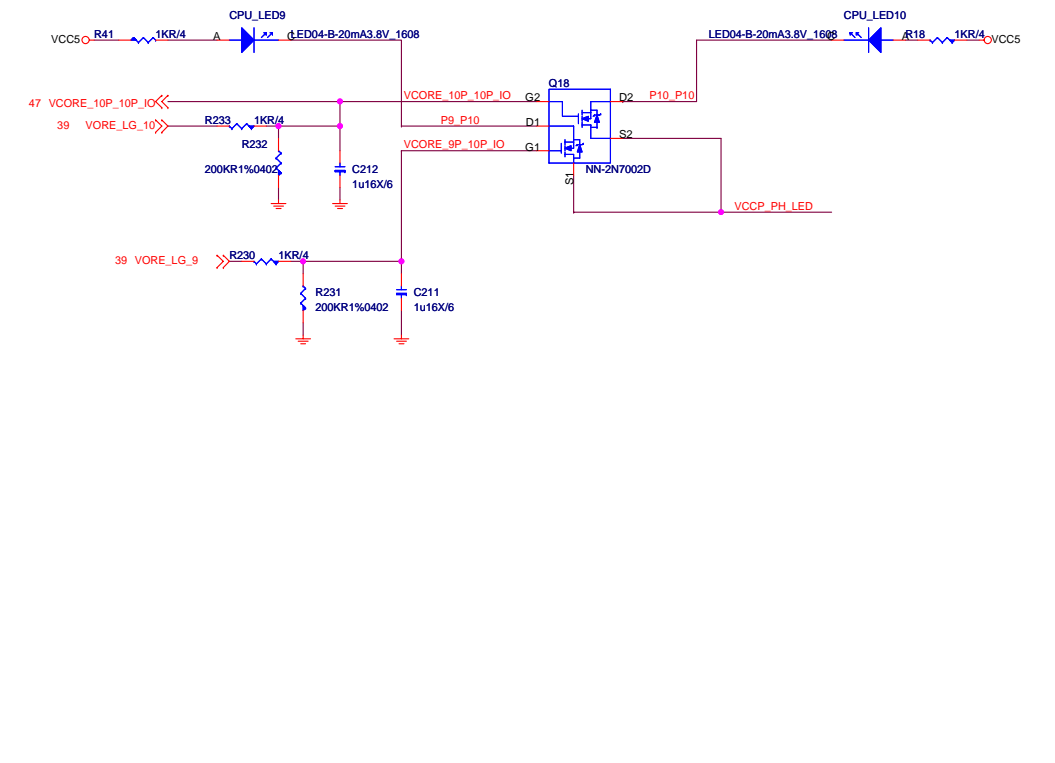 CPU_LED9 CPU_LED10
VCC5 R41 1KR/4 A C LED04-B-20mA3.8V_1608 LED04-B-20mA3.8V_1608 C A R18 1KR/4 VCC5
Q18
47 VCORE_10P_10P_IO VCORE_10P_10P_IO G2 D2 P10_P10
39 VORE_LG_10 R233 1KR/4 P9_P10 D1 S2
R232 VCORE_9P_10P_IO G1
200KR1%0402 C212 S1 NN-2N7002D
1u16X/6
VCCP_PH_LED
39 VORE_LG_9 R230 1KR/4
R231 C211
200KR1%0402 1u16X/6